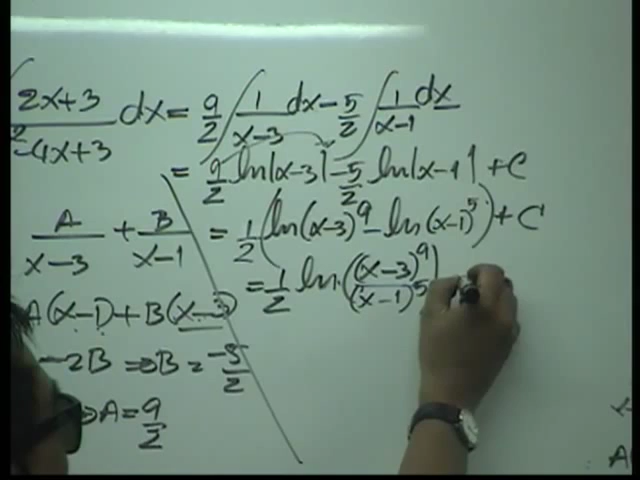 2x+3 dx = 9/2 ∫ 1/(x-3) dx - 5/2 ∫ 1/(x-1) dx
²-4x+3
= 9/2 ln|x-3| - 5/2 ln|x-1| + C
A/(x-3) + B/(x-1)
= 1/2 (ln(x-3)^9 - ln(x-1)^5) + C
= 1/2 ln((x-3)^9/(x-1)^5
A(x-1)+B(x-3)
-2B ⇒ B = -5/2
⇒ A = 9/2